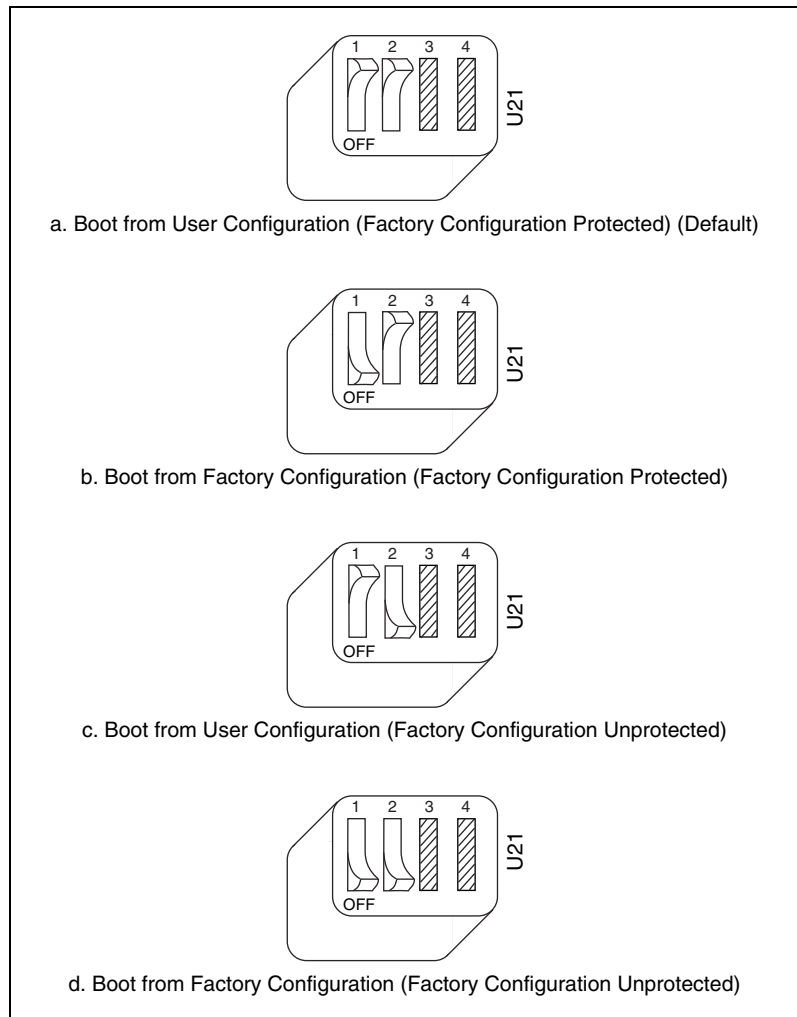 1 2 3 4
OFF
U21
a. Boot from User Configuration (Factory Configuration Protected) (Default)
1 2 3 4
OFF
U21
b. Boot from Factory Configuration (Factory Configuration Protected)
1 2 3 4
OFF
U21
c. Boot from User Configuration (Factory Configuration Unprotected)
1 2 3 4
OFF
U21
d. Boot from Factory Configuration (Factory Configuration Unprotected)